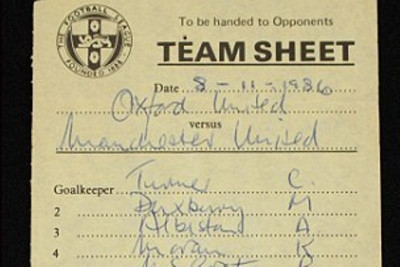 THE FOOTBALL LEAGUE
FOUNDED 1888
To be handed to Opponents
TEAM SHEET
Date 8-11-1986
Oxford United
versus
Manchester United
Goalkeeper Turner C.
2 Duxbury M
3 Albiston A.
4 Moran K